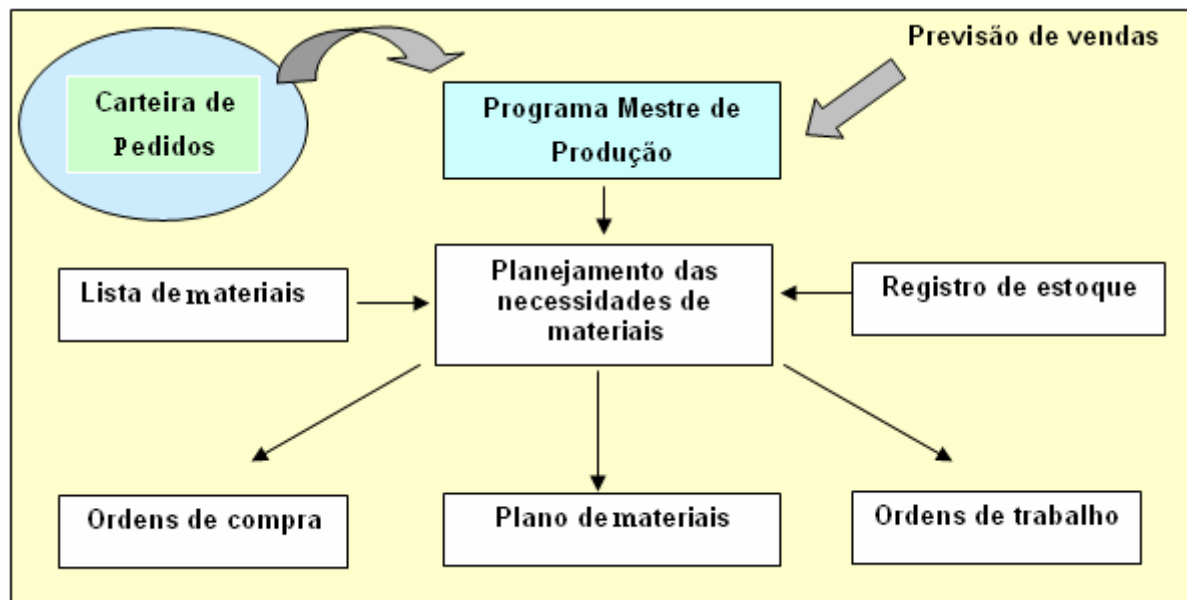 Previsão de vendas
Carteira de
Pedidos
Programa Mestre de
Produção
Lista de materiais
Planejamento das
necessidades de
materiais
Registro de estoque
Ordens de compra
Plano de materiais
Ordens de trabalho